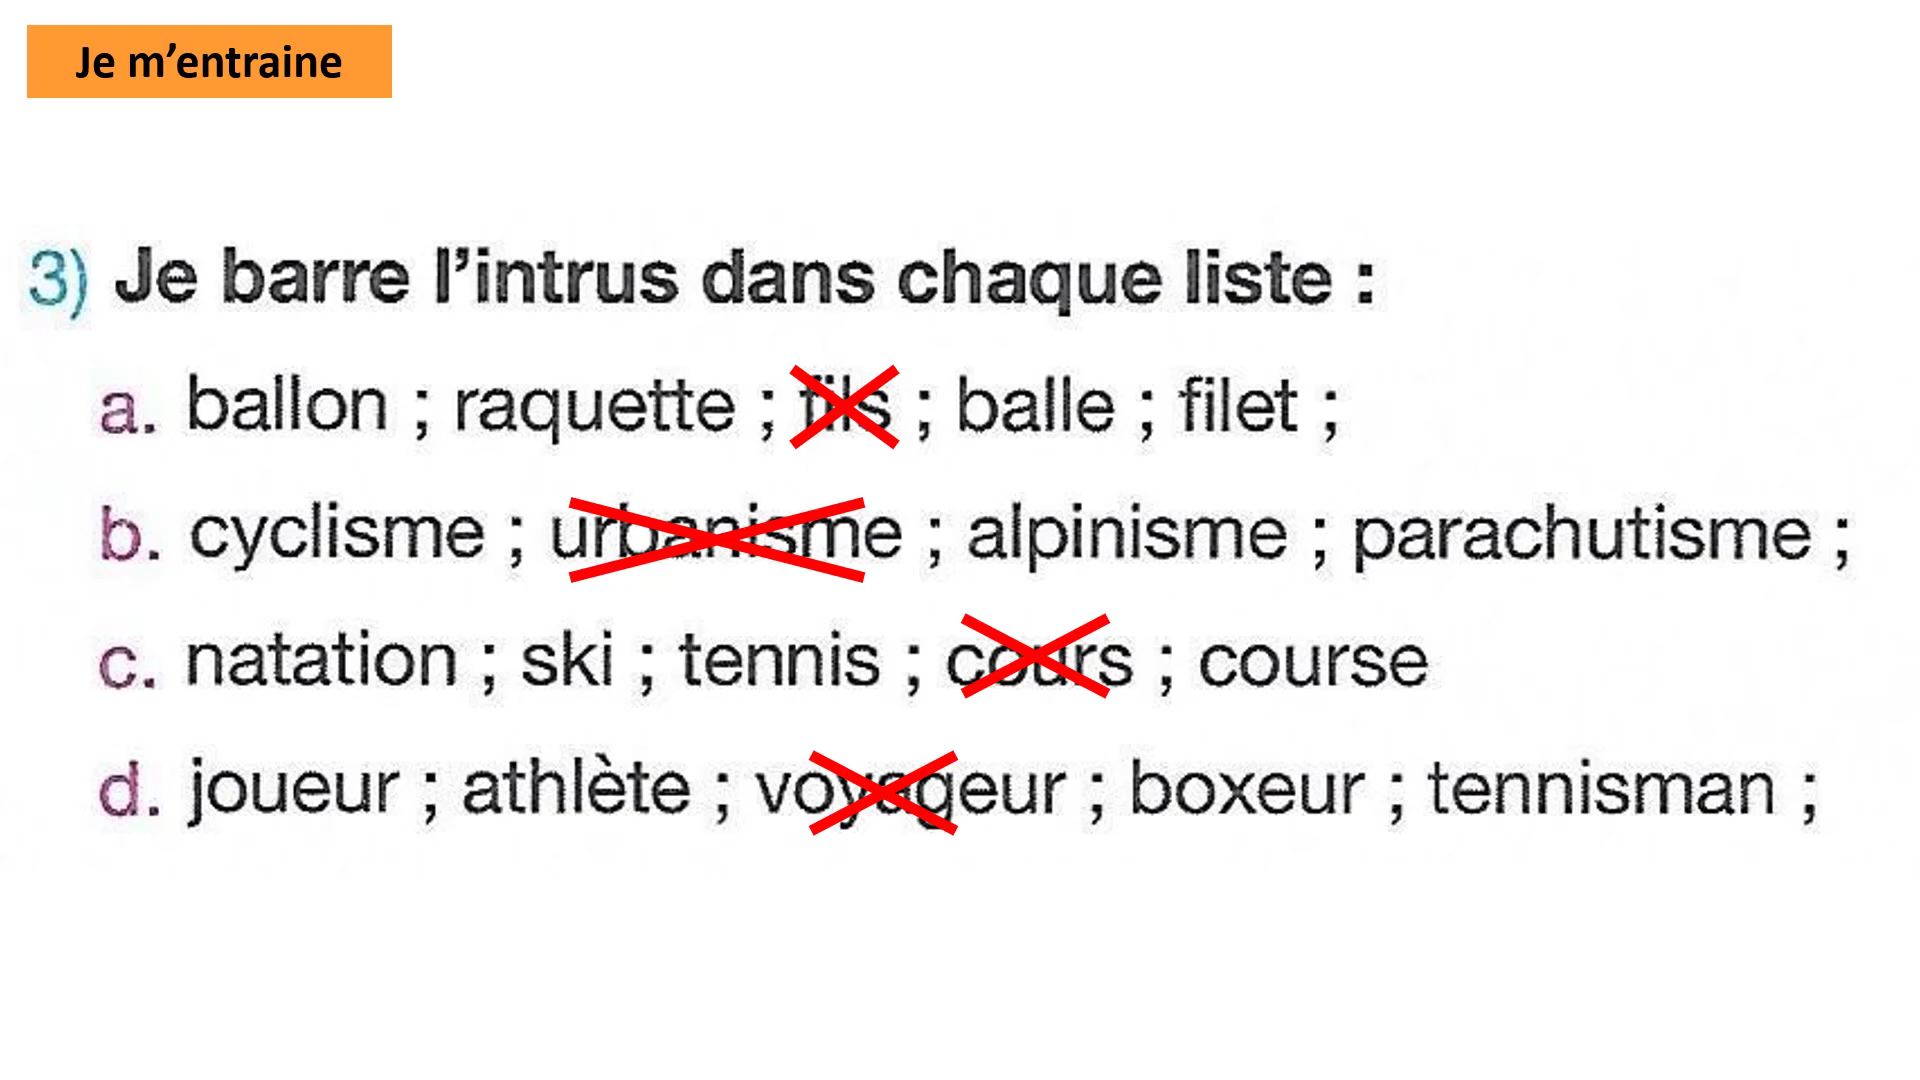 Je m’entraine
3) Je barre l’intrus dans chaque liste :
a. ballon ; raquette ; fils ; balle ; filet ;
b. cyclisme ; urbanisme ; alpinisme ; parachutisme ;
c. natation ; ski ; tennis ; cours ; course
d. joueur ; athlète ; voyageur ; boxeur ; tennisman ;